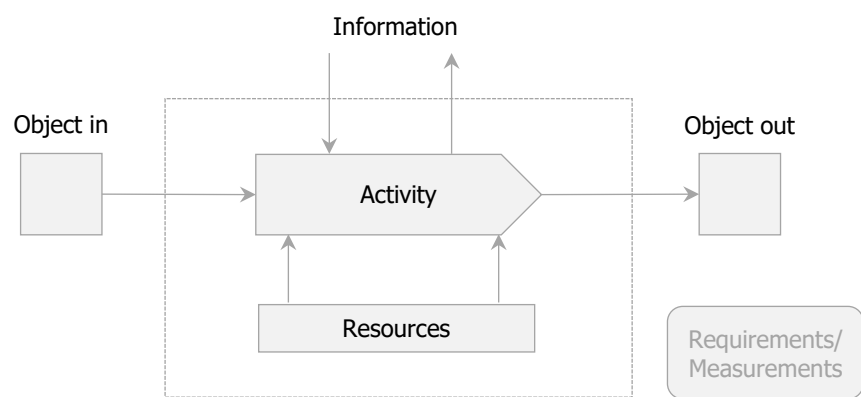 Information
Object in
Object out
Activity
Resources
Requirements/
Measurements